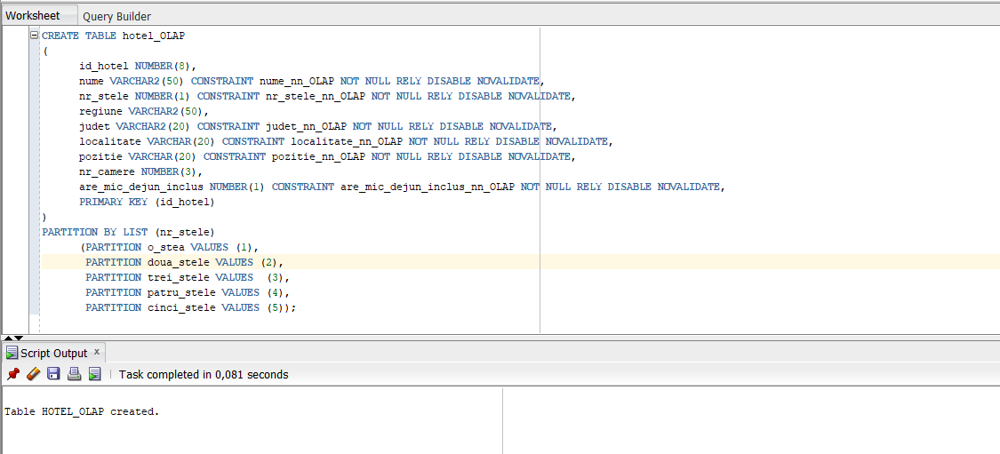 Worksheet Query Builder
CREATE TABLE hotel_OLAP
(
id_hotel NUMBER(8),
nume VARCHAR2(50) CONSTRAINT nume_nn_OLAP NOT NULL RELY DISABLE NOVALIDATE,
nr_stele NUMBER(1) CONSTRAINT nr_stele_nn_OLAP NOT NULL RELY DISABLE NOVALIDATE,
regiune VARCHAR2(50),
judet VARCHAR2(20) CONSTRAINT judet_nn_OLAP NOT NULL RELY DISABLE NOVALIDATE,
localitate VARCHAR(20) CONSTRAINT localitate_nn_OLAP NOT NULL RELY DISABLE NOVALIDATE,
pozitie VARCHAR(20) CONSTRAINT pozitie_nn_OLAP NOT NULL RELY DISABLE NOVALIDATE,
nr_camere NUMBER(3),
are_mic_dejun_inclus NUMBER(1) CONSTRAINT are_mic_dejun_inclus_nn_OLAP NOT NULL RELY DISABLE NOVALIDATE,
PRIMARY KEY (id_hotel)
)
PARTITION BY LIST (nr_stele)
(PARTITION o_stea VALUES (1),
PARTITION doua_stele VALUES (2),
PARTITION trei_stele VALUES  (3),
PARTITION patru_stele VALUES (4),
PARTITION cinci_stele VALUES (5));
Script Output x
Task completed in 0,081 seconds
Table HOTEL_OLAP created.